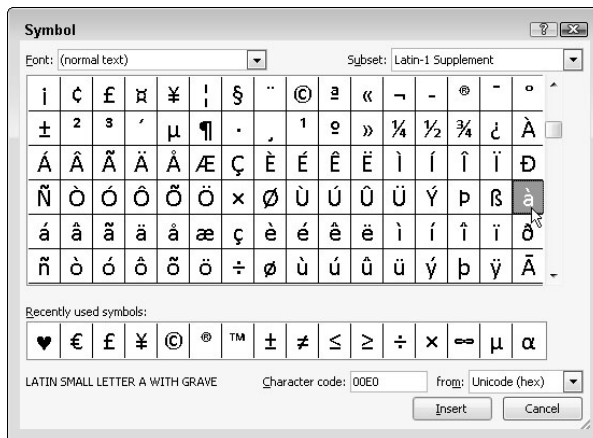 Symbol
Font: (normal text) Subset: Latin-1 Supplement
¡ ¢ £ ¤ ¥ ¦ § ¨ © ª « ¬ - ® ¯ °
± ² ³ ´ µ ¶ · ¸ ¹ º » ¼ ½ ¾ ¿ À
Á Â Ã Ä Å Æ Ç È É Ê Ë Ì Í Î Ï Ð
Ñ Ò Ó Ô Õ Ö × Ø Ù Ú Û Ü Ý Þ ß à
á â ã ä å æ ç è é ê ë ì í î ï ð
ñ ò ó ô õ ö ÷ ø ù ú û ü ý þ ÿ Ā
Recently used symbols:
♥ € £ ¥ © ® ™ ± ≠ ≤ ≥ ÷ × ∞ µ α
LATIN SMALL LETTER A WITH GRAVE Character code: 00E0 from: Unicode (hex)
Insert Cancel